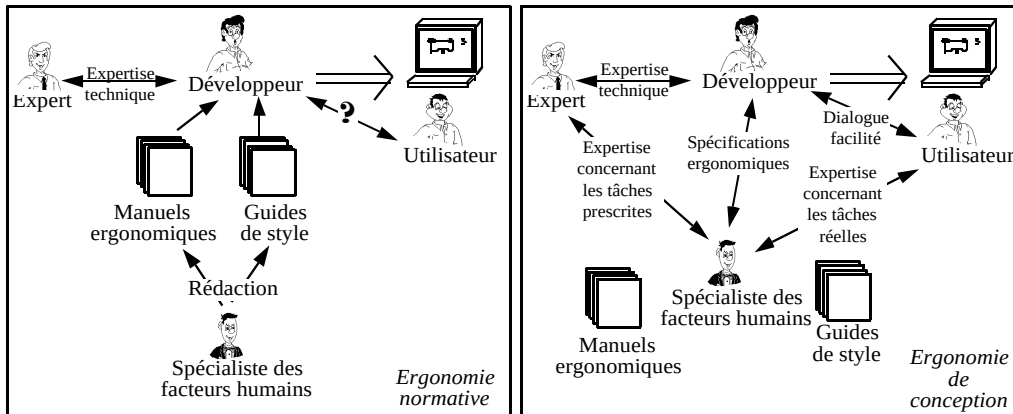 Expert
Expertise
technique
Développeur
?
Utilisateur
Manuels
ergonomiques
Guides
de style
Rédaction
Spécialiste des
facteurs humains
Ergonomie
normative
Expert
Expertise
technique
Développeur
Dialogue
facilité
Utilisateur
Expertise
concernant
les tâches
prescrites
Spécifications
ergonomiques
Expertise
concernant
les tâches
réelles
Spécialiste des
facteurs humains
Manuels
ergonomiques
Guides
de style
Ergonomie
de
conception